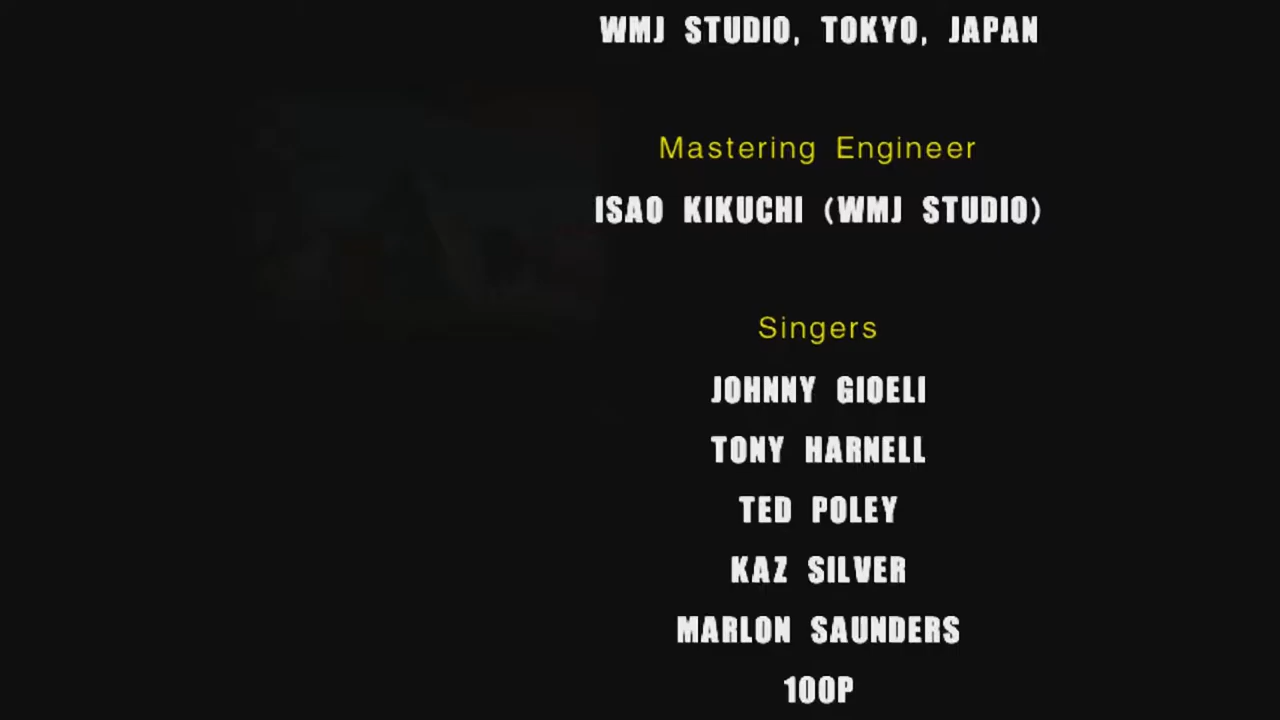 WMJ STUDIO, TOKYO, JAPAN
Mastering Engineer
ISAO KIKUCHI (WMJ STUDIO)
Singers
JOHNNY GIOELI
TONY HARNELL
TED POLEY
KAZ SILVER
MARLON SAUNDERS
100P